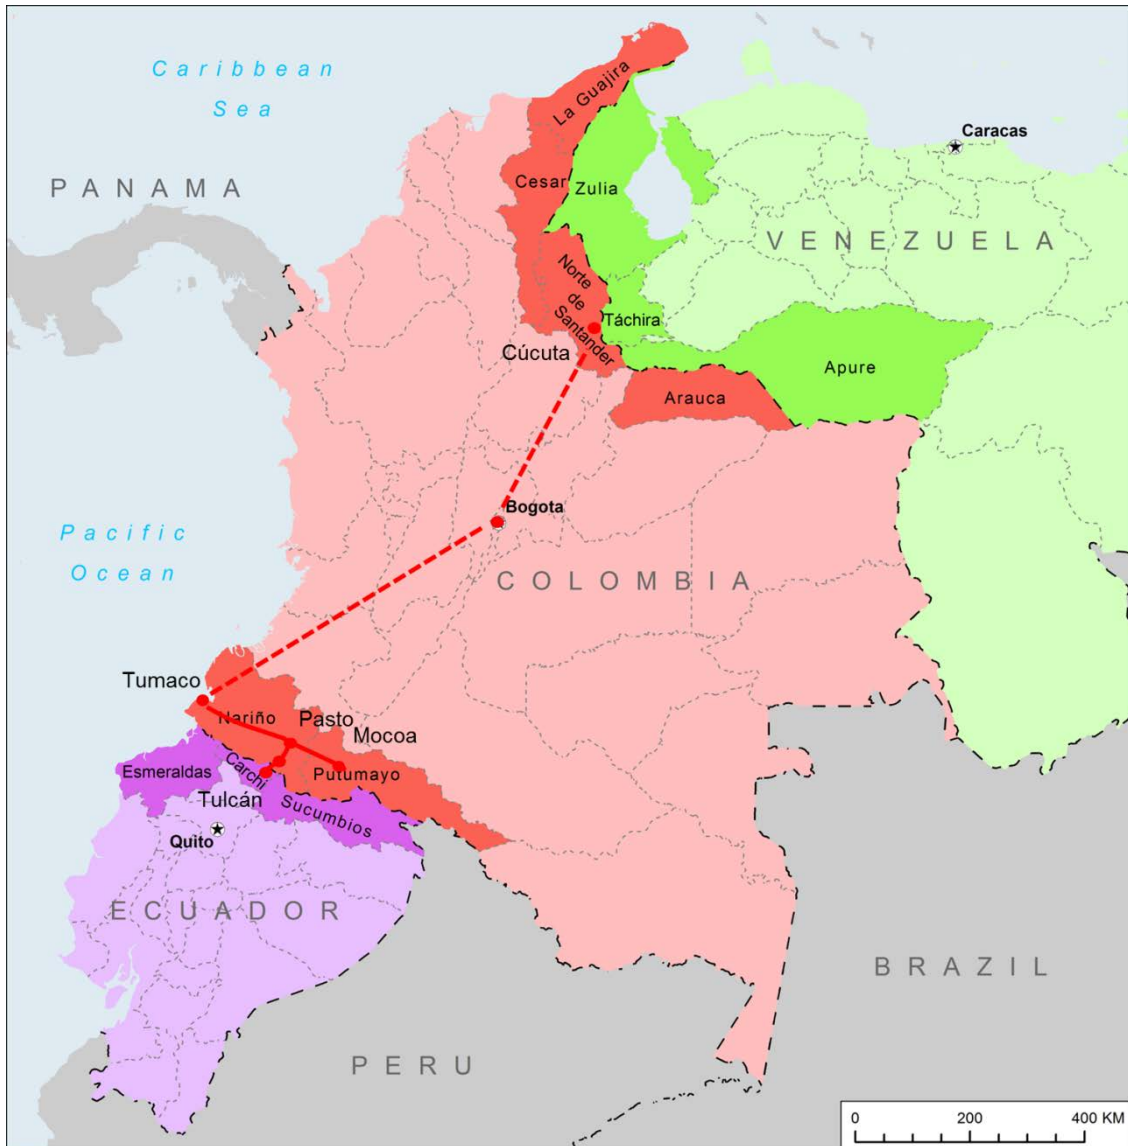 Caribbean
Sea
La Guajira
Caracas
PANAMA
Cesar
Zulia
VENEZUELA
Norte
de
Santander
Táchira
Cúcuta
Apure
Arauca
Bogota
Pacific
Ocean
COLOMBIA
Tumaco
Nariño
Pasto
Mocoa
Esmeraldas
Carchi
Putumayo
Tulcán
Sucumbios
Quito
ECUADOR
BRAZIL
PERU
0 200 400 KM